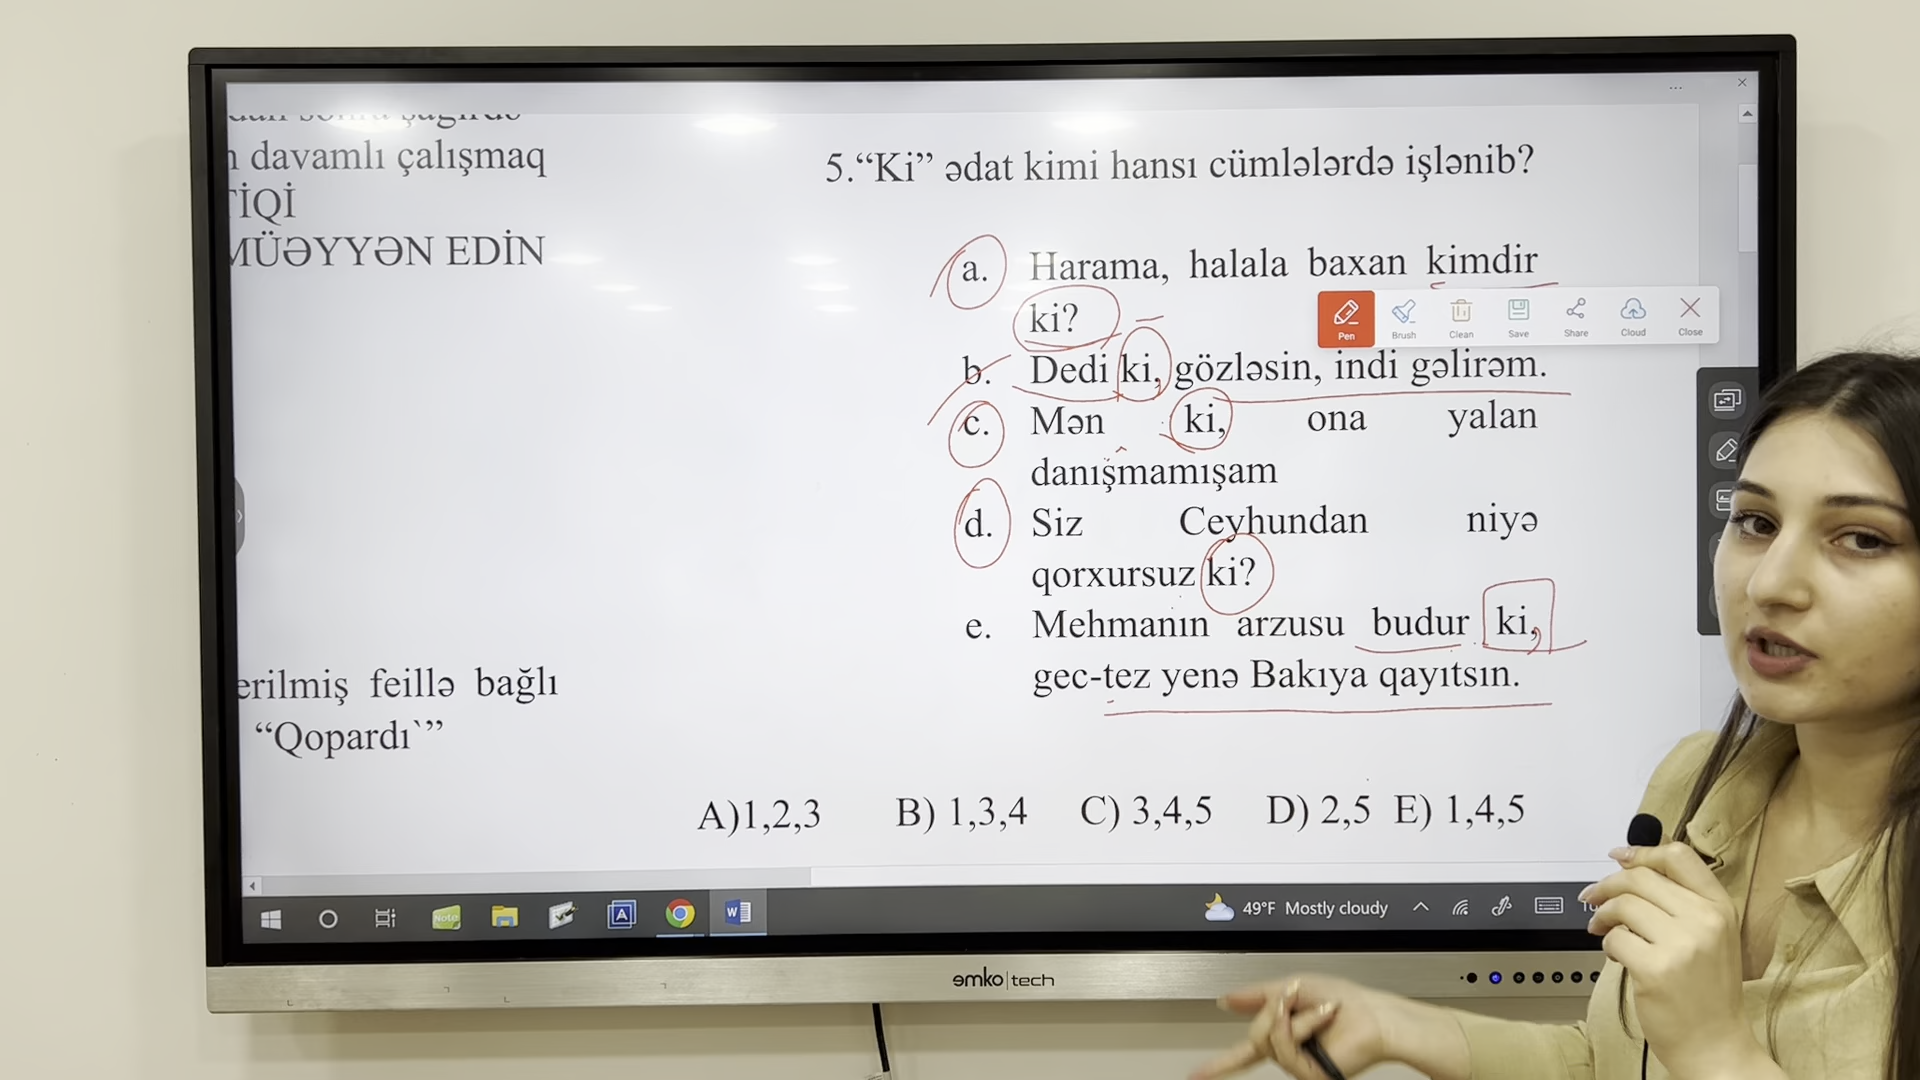 davamlı çalışmaq
MÜƏYYƏN EDİN
erilmiş feillə bağlı
“Qopardı`”
5.“Ki” ədat kimi hansı cümlələrdə işlənib?
a. Harama, halala baxan kimdir
ki?
b. Dedi ki, gözləsin, indi gəlirəm.
c. Mən ki, ona yalan
danışmamışam
d. Siz Ceyhundan niyə
qorxursuz ki?
e. Mehmanın arzusu budur ki,
gec-tez yenə Bakıya qayıtsın.
A)1,2,3 B) 1,3,4 C) 3,4,5 D) 2,5 E) 1,4,5
Pen Brush Clean Save Share Cloud Close
Note
49°F Mostly cloudy
emko tech